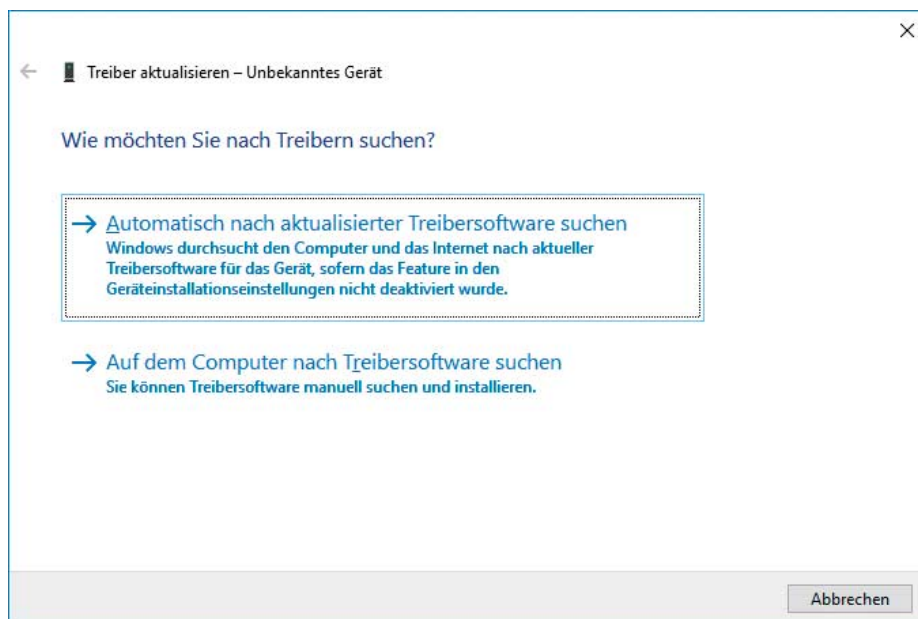 Treiber aktualisieren – Unbekanntes Gerät
Wie möchten Sie nach Treibern suchen?
Automatisch nach aktualisierter Treibersoftware suchen
Windows durchsucht den Computer und das Internet nach aktueller
Treibersoftware für das Gerät, sofern das Feature in den
Geräteinstallationseinstellungen nicht deaktiviert wurde.
Auf dem Computer nach Treibersoftware suchen
Sie können Treibersoftware manuell suchen und installieren.
Abbrechen